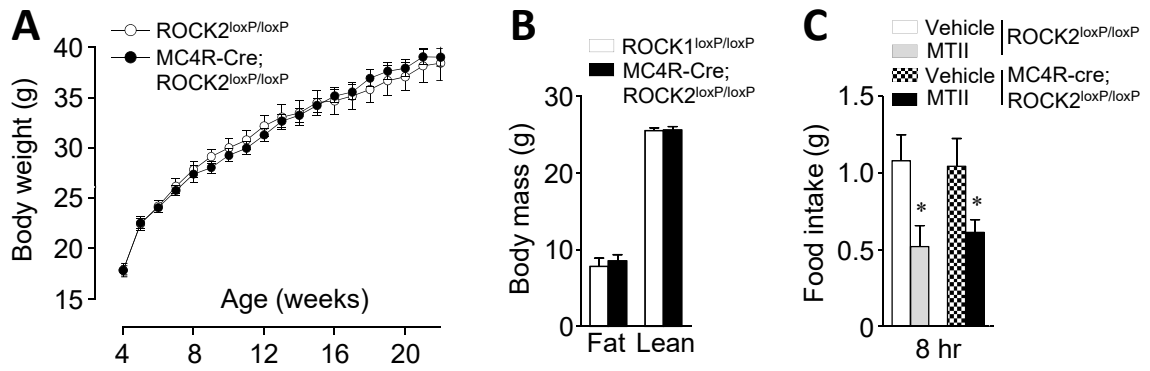 A
ROCK2loxP/loxP
MC4R-Cre;
ROCK2loxP/loxP
Body weight (g)
40
35
30
25
20
15
Age (weeks)
4 8 12 16 20
B
ROCK1loxP/loxP
MC4R-Cre;
ROCK2loxP/loxP
Body mass (g)
30
20
10
0
Fat Lean
C
Vehicle
MTII
ROCK2loxP/loxP
Vehicle
MTII
MC4R-cre;
ROCK2loxP/loxP
Food intake (g)
1.5
1.0
0.5
0
* *
8 hr